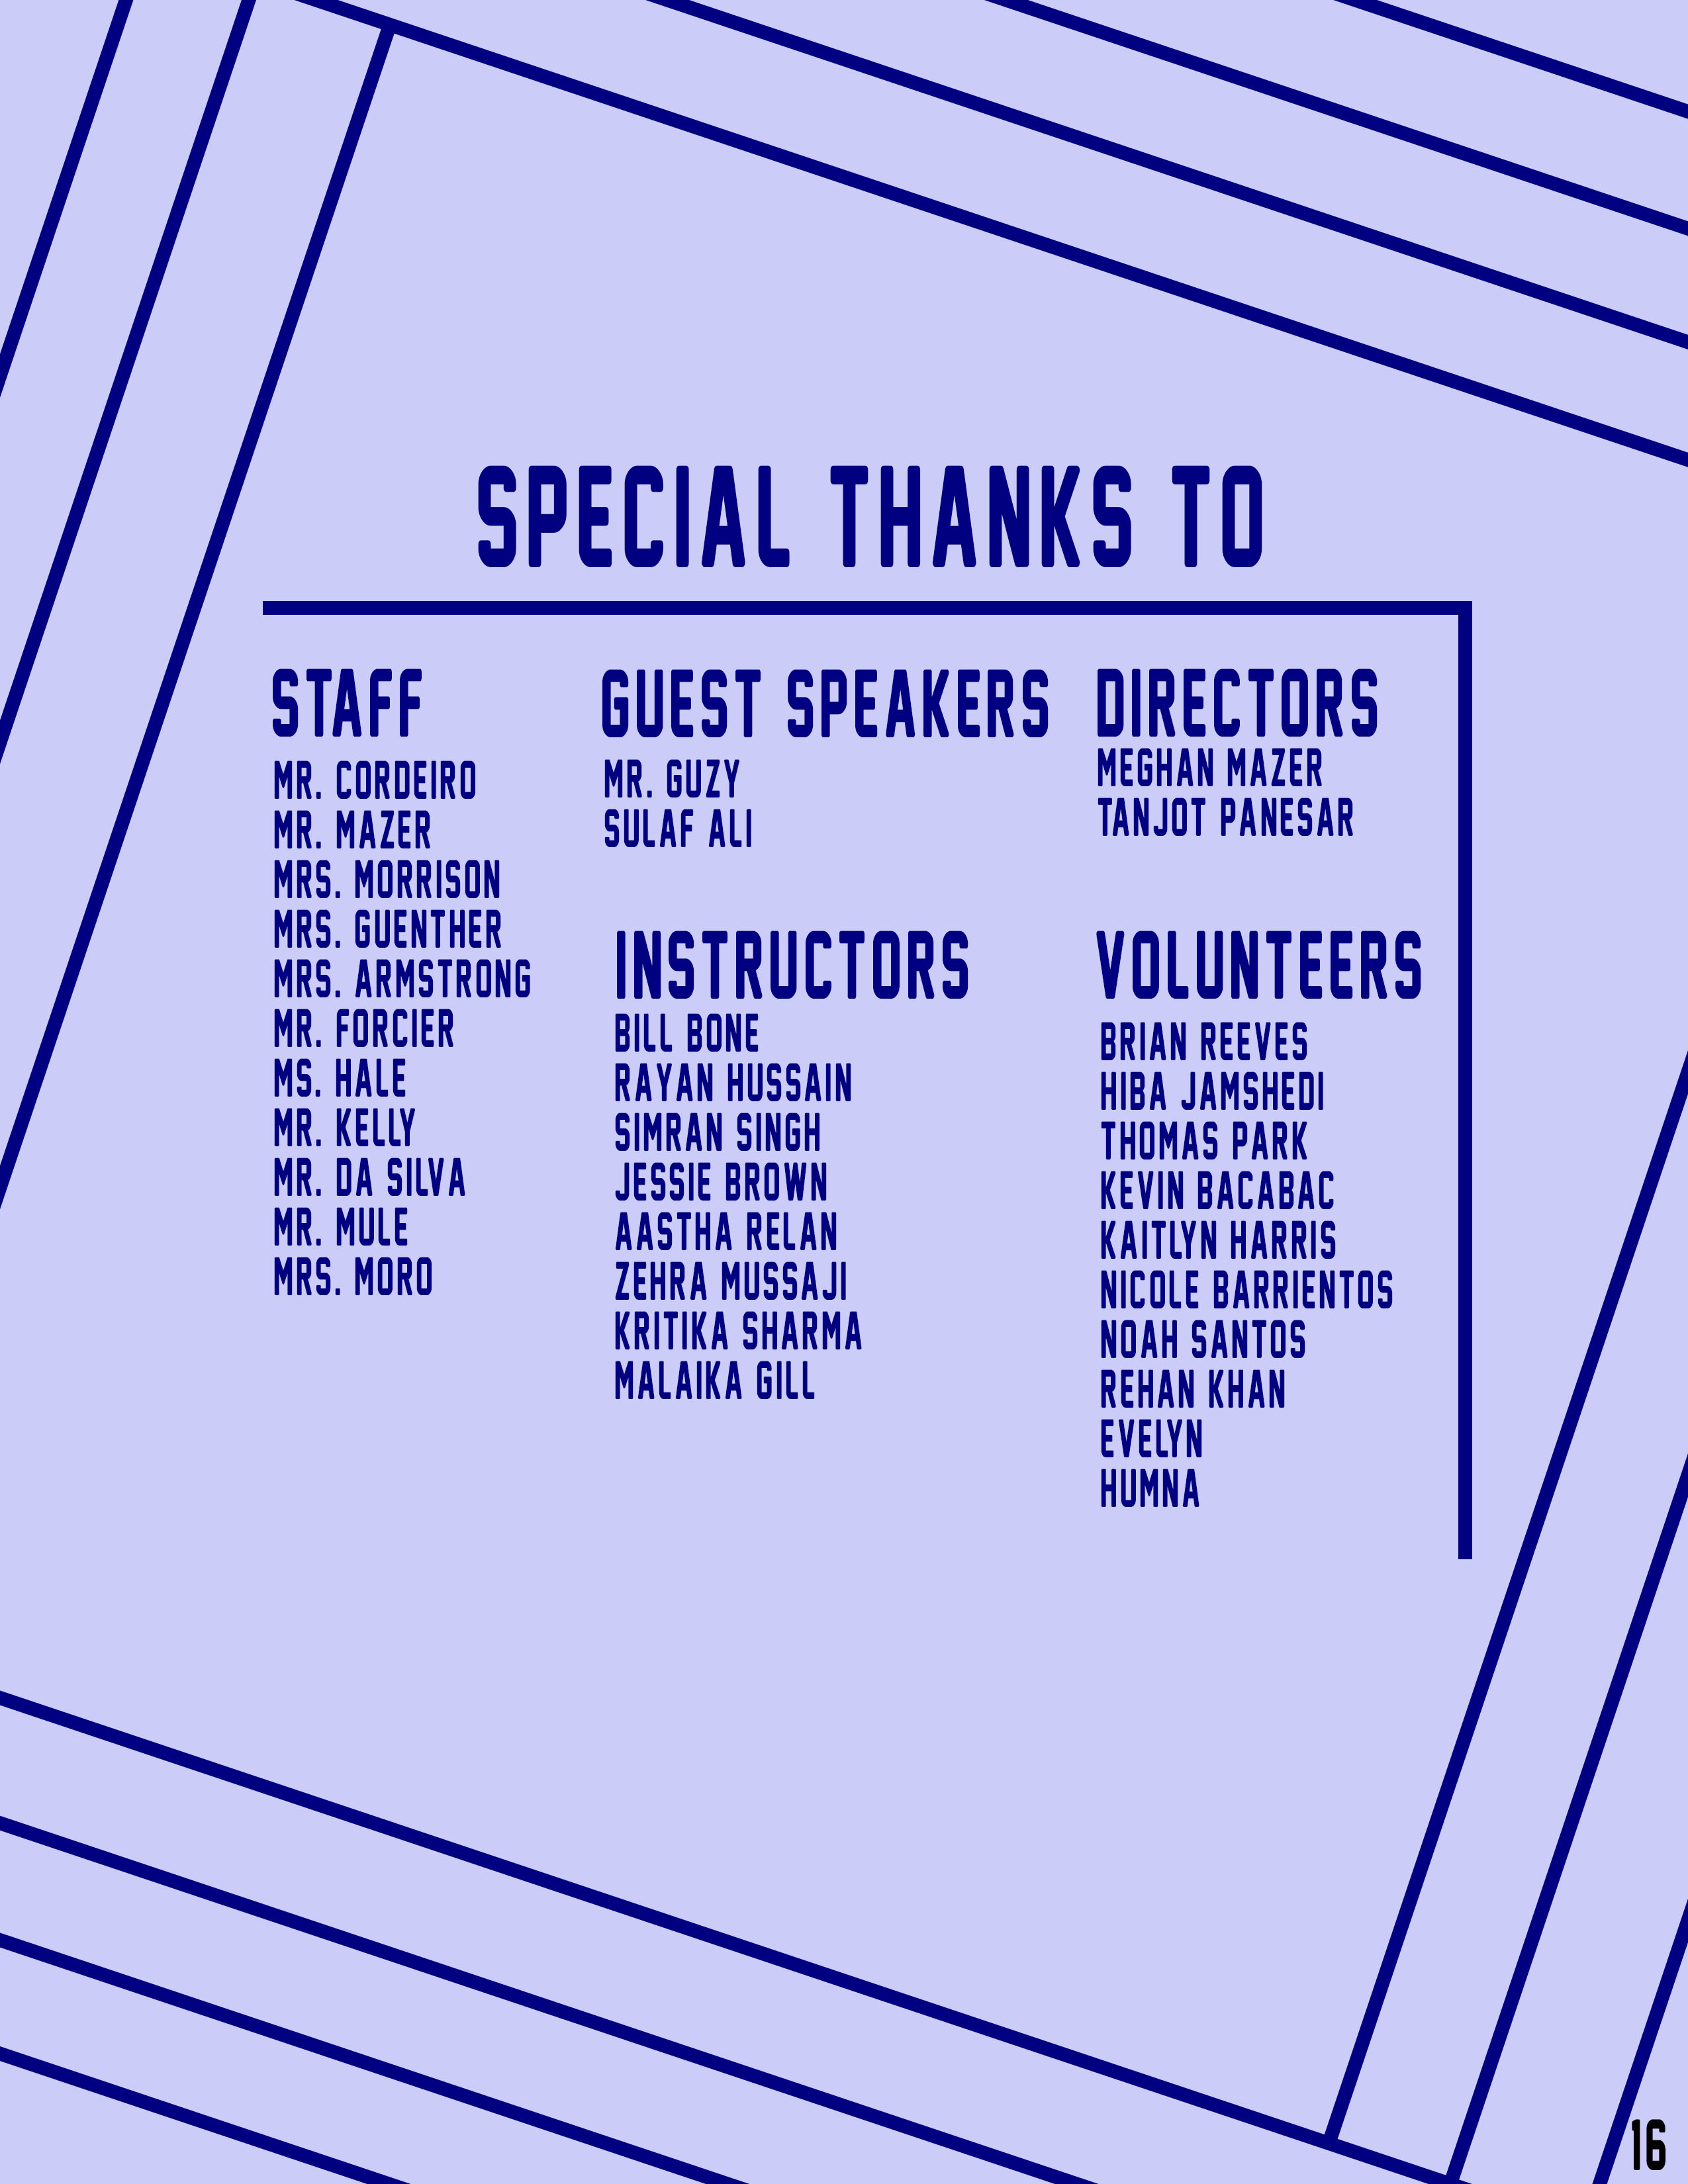 SPECIAL THANKS TO
STAFF
MR. CORDEIRO
MR. MAZER
MRS. MORRISON
MRS. GUENTHER
MRS. ARMSTRONG
MR. FORCIER
MS. HALE
MR. KELLY
MR. DA SILVA
MR. MULE
MRS. MORO
GUEST SPEAKERS
MR. GUZY
SULAF ALI
INSTRUCTORS
BILL BONE
RAYAN HUSSAIN
SIMRAN SINGH
JESSIE BROWN
AASTHA RELAN
ZEHRA MUSSAJI
KRITIKA SHARMA
MALAIKA GILL
DIRECTORS
MEGHAN MAZER
TANJOT PANESAR
VOLUNTEERS
BRIAN REEVES
HIBA JAMSHEDI
THOMAS PARK
KEVIN BACABAC
KAITLYN HARRIS
NICOLE BARRIENTOS
NOAH SANTOS
REHAN KHAN
EVELYN
HUMNA
16